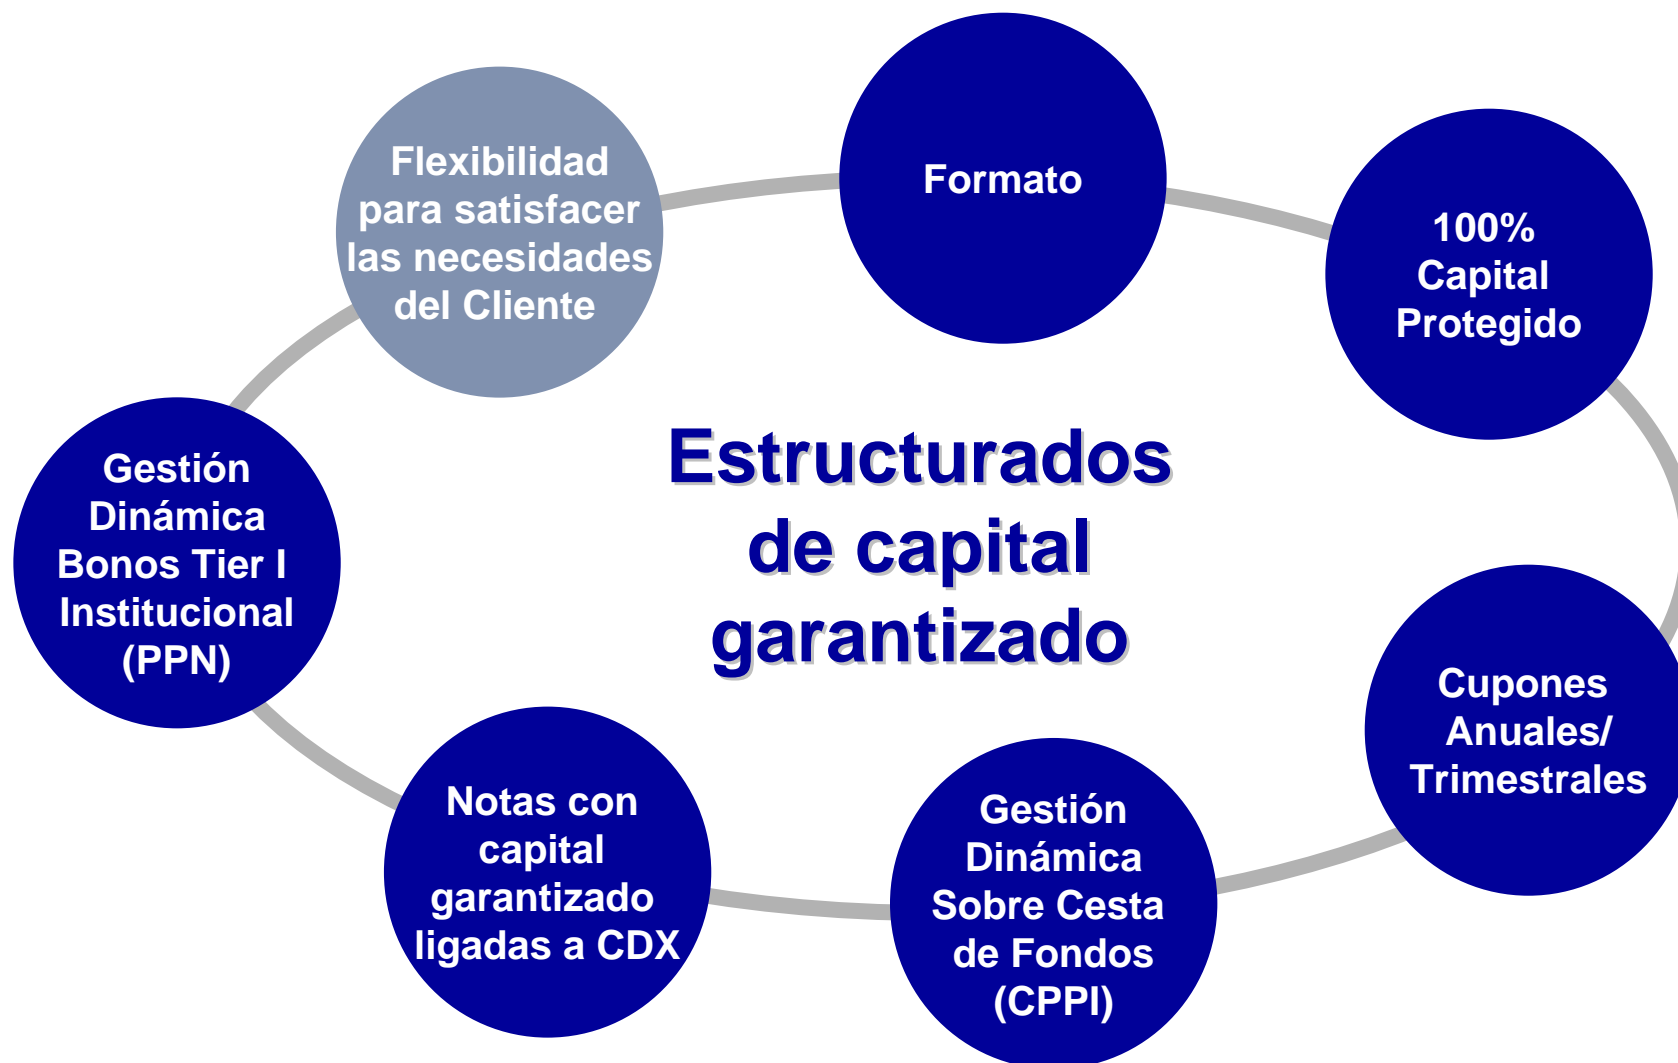 Flexibilidad
para satisfacer
las necesidades
del Cliente
Formato
100%
Capital
Protegido
Estructurados
de capital
garantizado
Gestión
Dinámica
Bonos Tier I
Institucional
(PPN)
Cupones
Anuales/
Trimestrales
Notas con
capital
garantizado
ligadas a CDX
Gestión
Dinámica
Sobre Cesta
de Fondos
(CPPI)